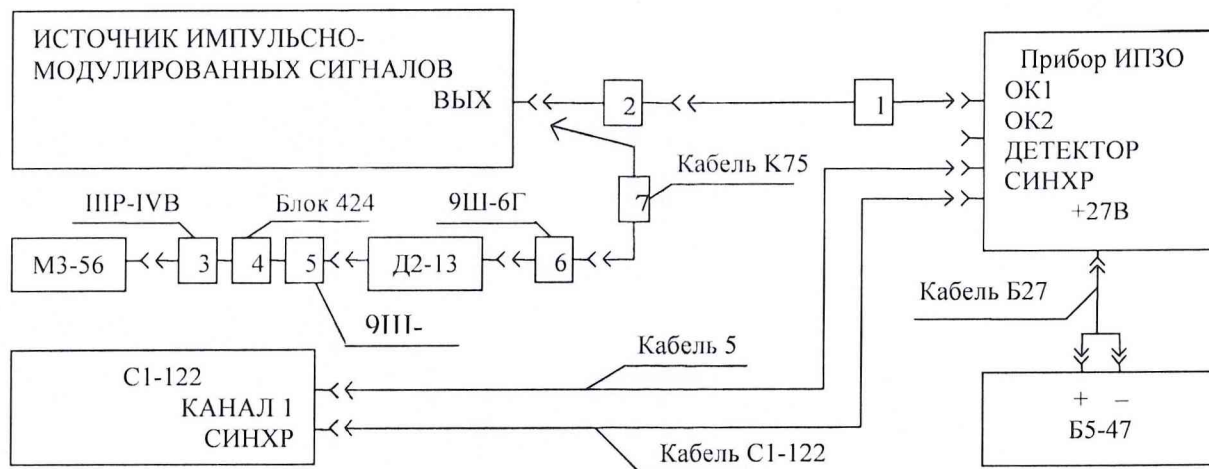 ИСТОЧНИК ИМПУЛЬСНО-
МОДУЛИРОВАННЫХ СИГНАЛОВ
ВЫХ
2
1
Прибор ИПЗО
ОК1
ОК2
ДЕТЕКТОР
СИНХР
+27В
Кабель К75
7
IIIР-IVВ
Блок 424
9Ш-6Г
М3-56
3
4
5
Д2-13
6
9III-
Кабель Б27
Кабель 5
С1-122
КАНАЛ 1
СИНХР
Кабель С1-122
+ –
Б5-47